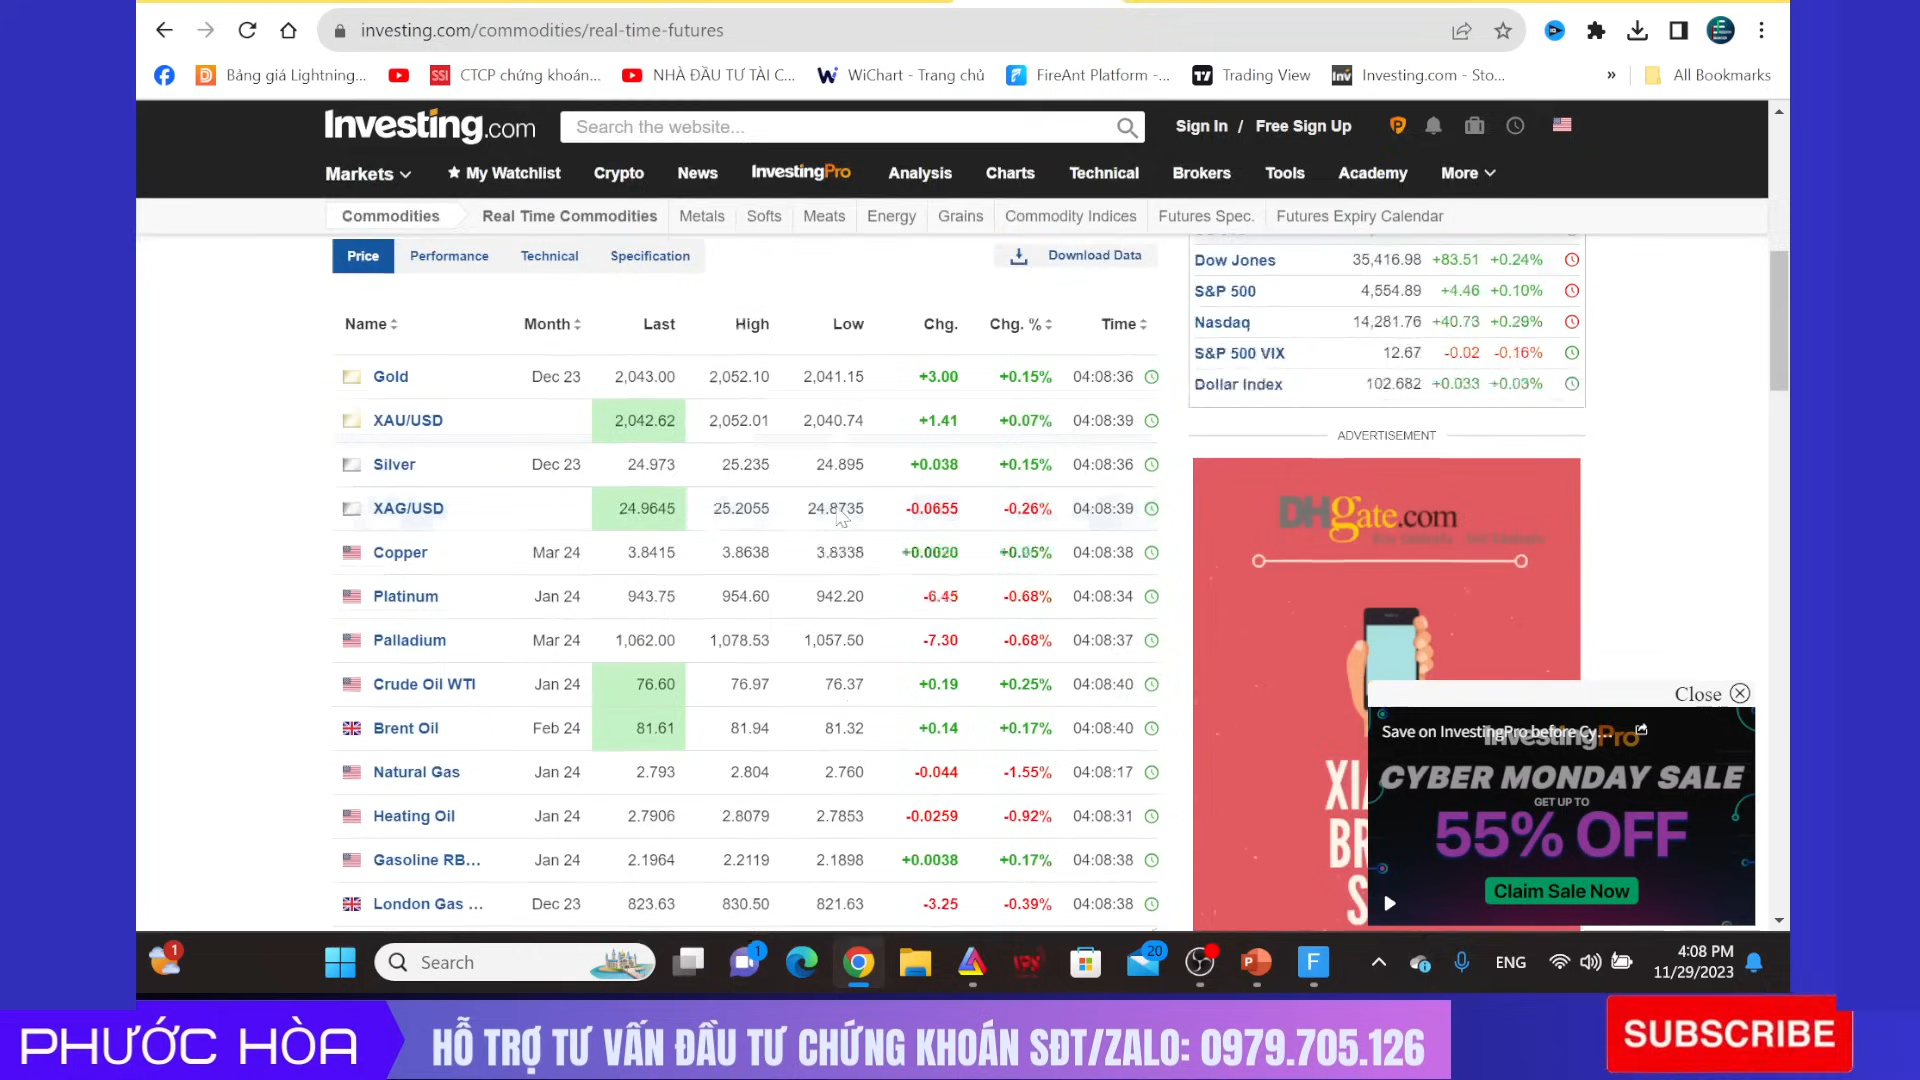 investing.com/commodities/real-time-futures
Bảng giá Lightning...
SSI CTCP chứng khoán...
NHÀ ĐẦU TƯ TÀI C...
WiChart - Trang chủ
FireAnt Platform -...
Trading View
Inv Investing.com - Sto...
»
All Bookmarks
Investing.com
Search the website...
Sign In / Free Sign Up
Markets
My Watchlist
Crypto
News
InvestingPro
Analysis
Charts
Technical
Brokers
Tools
Academy
More
Commodities
Real Time Commodities
Metals
Softs
Meats
Energy
Grains
Commodity Indices
Futures Spec.
Futures Expiry Calendar
Price Performance Technical Specification
Download Data
Name Month Last High Low Chg. Chg. % Time
Gold Dec 23 2,043.00 2,052.10 2,041.15 +3.00 +0.15% 04:08:36
XAU/USD 2,042.62 2,052.01 2,040.74 +1.41 +0.07% 04:08:39
Silver Dec 23 24.973 25.235 24.895 +0.038 +0.15% 04:08:36
XAG/USD 24.9645 25.2055 24.8735 -0.0655 -0.26% 04:08:39
Copper Mar 24 3.8415 3.8638 3.8338 +0.0020 +0.05% 04:08:38
Platinum Jan 24 943.75 954.60 942.20 -6.45 -0.68% 04:08:34
Palladium Mar 24 1,062.00 1,078.53 1,057.50 -7.30 -0.68% 04:08:37
Crude Oil WTI Jan 24 76.60 76.97 76.37 +0.19 +0.25% 04:08:40
Brent Oil Feb 24 81.61 81.94 81.32 +0.14 +0.17% 04:08:40
Natural Gas Jan 24 2.793 2.804 2.760 -0.044 -1.55% 04:08:17
Heating Oil Jan 24 2.7906 2.8079 2.7853 -0.0259 -0.92% 04:08:31
Gasoline RB... Jan 24 2.1964 2.2119 2.1898 +0.0038 +0.17% 04:08:38
London Gas ... Dec 23 823.63 830.50 821.63 -3.25 -0.39% 04:08:38
Dow Jones 35,416.98 +83.51 +0.24%
S&P 500 4,554.89 +4.46 +0.10%
Nasdaq 14,281.76 +40.73 +0.29%
S&P 500 VIX 12.67 -0.02 -0.16%
Dollar Index 102.682 +0.033 +0.03%
ADVERTISEMENT
DHgate.com
Close
Save on InvestingPro before Cy...
InvestingPro
CYBER MONDAY SALE
GET UP TO
55% OFF
Claim Sale Now
1
Search
1
20
ENG
4:08 PM
11/29/2023
PHƯỚC HÒA
HỖ TRỢ TƯ VẤN ĐẦU TƯ CHỨNG KHOÁN SĐT/ZALO: 0979.705.126
SUBSCRIBE